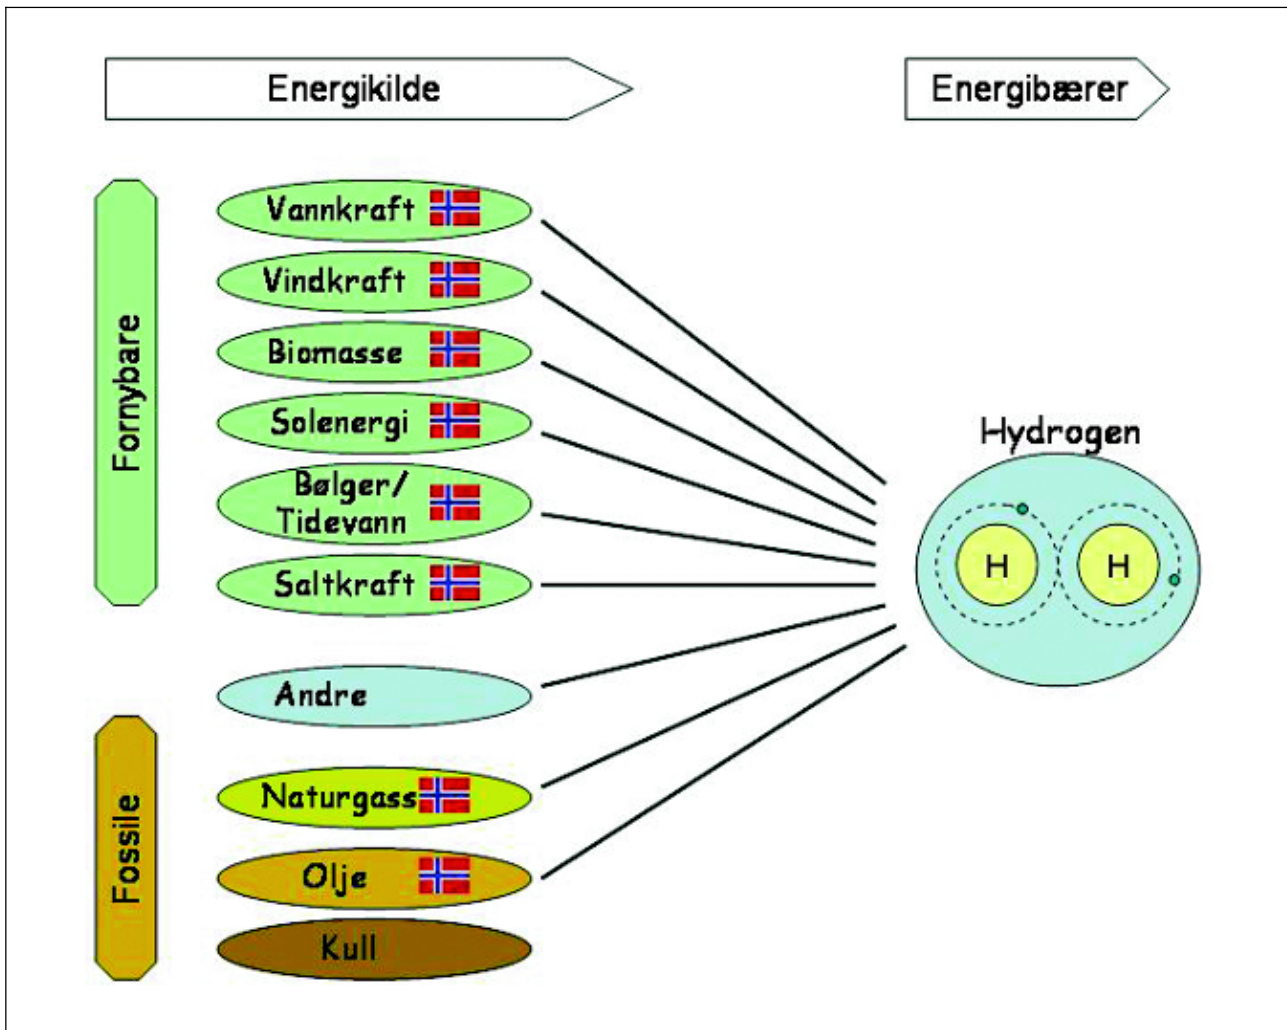 Energikilde
Energibærer
Fornybare
Vannkraft
Vindkraft
Biomasse
Solenergi
Bølger/
Tidevann
Saltkraft
Andre
Fossile
Naturgass
Olje
Kull
Hydrogen
H
H